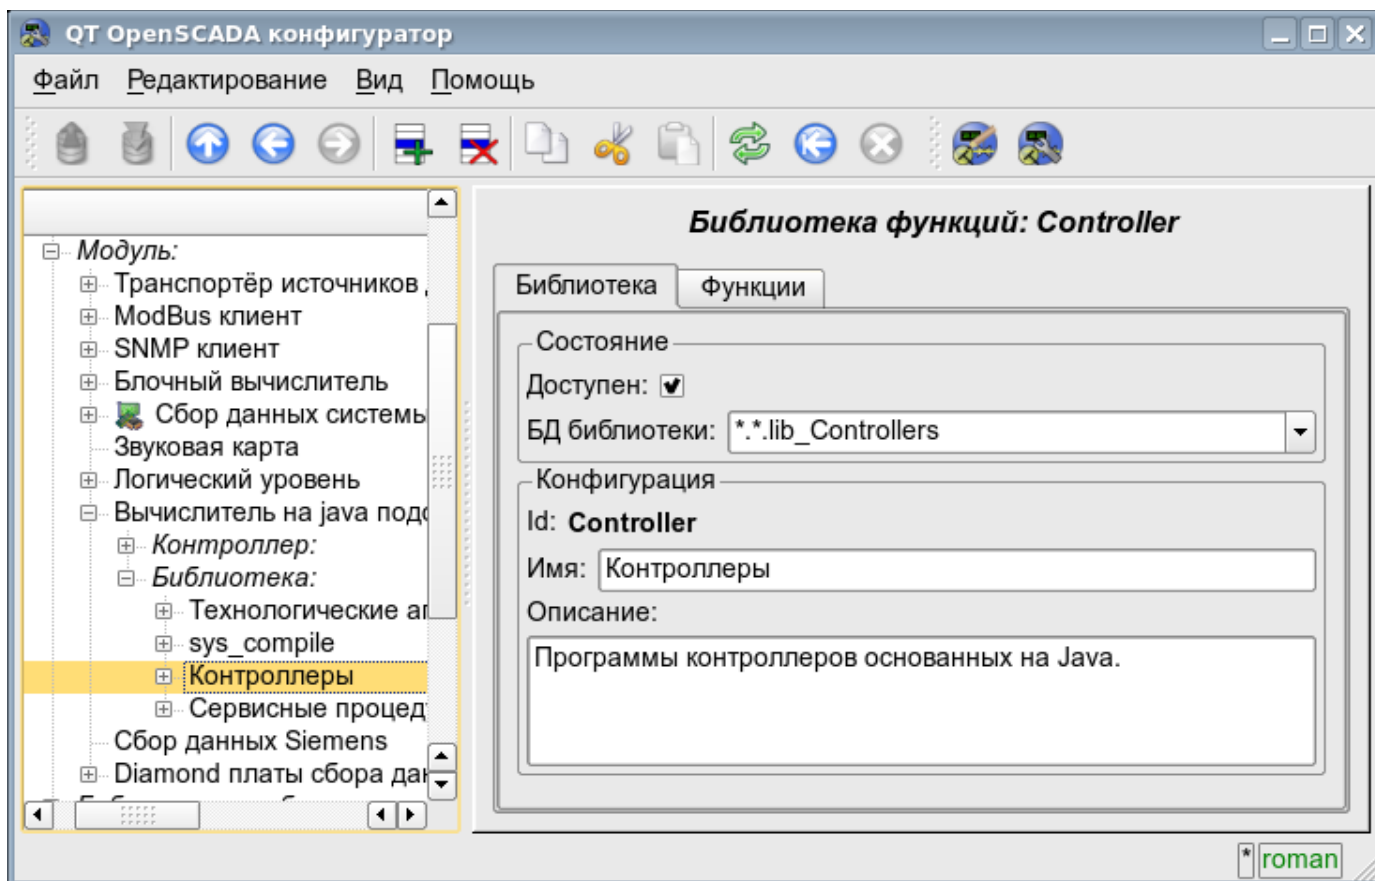 QT OpenSCADA конфигуратор
Файл Редактирование Вид Помощь
Модуль:
Транспортёр источников
ModBus клиент
SNMP клиент
Блочный вычислитель
Сбор данных системы
Звуковая карта
Логический уровень
Вычислитель на java
Контроллер:
Библиотека:
Технологические
sys_compile
Контроллеры
Сервисные
Сбор данных Siemens
Diamond платы сбора
Библиотека функций: Controller
Библиотека Функции
Состояние
Доступен:
БД библиотеки: *.*.lib_Controllers
Конфигурация
Id: Controller
Имя: Контроллеры
Описание:
Программы контроллеров основанных на Java.
* roman